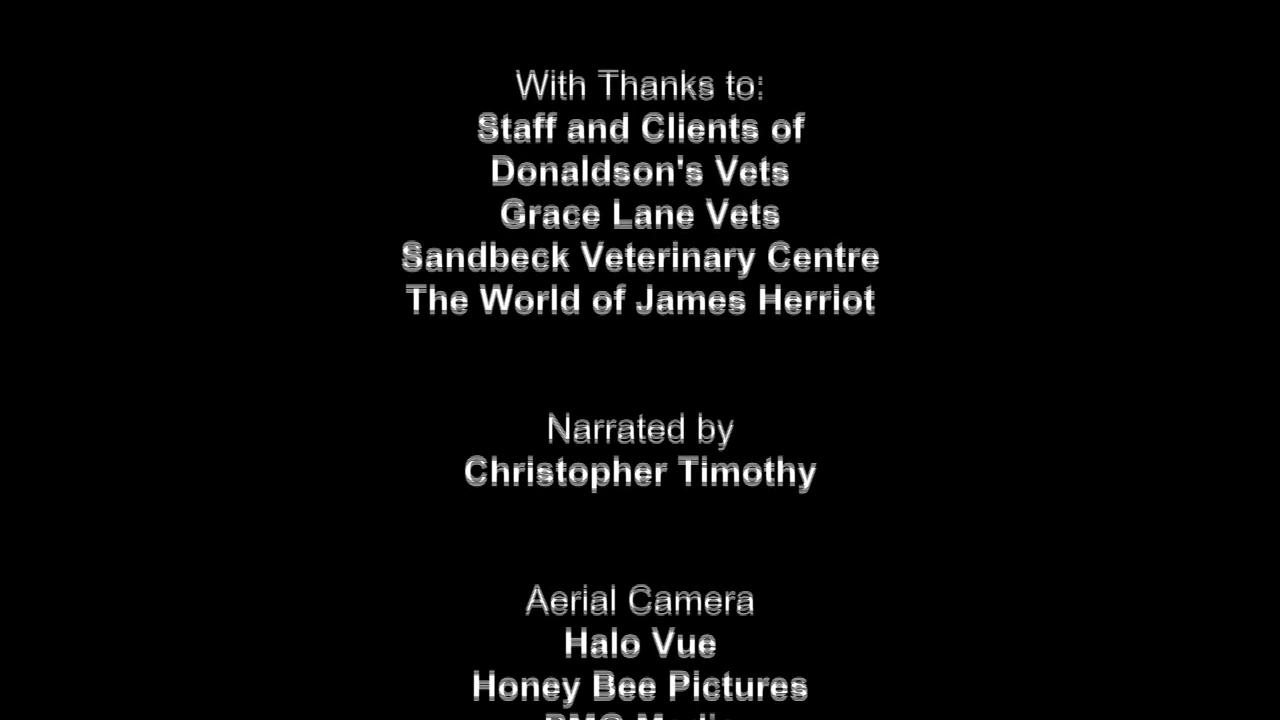 With Thanks to:
Staff and Clients of
Donaldson's Vets
Grace Lane Vets
Sandbeck Veterinary Centre
The World of James Herriot
Narrated by
Christopher Timothy
Aerial Camera
Halo Vue
Honey Bee Pictures